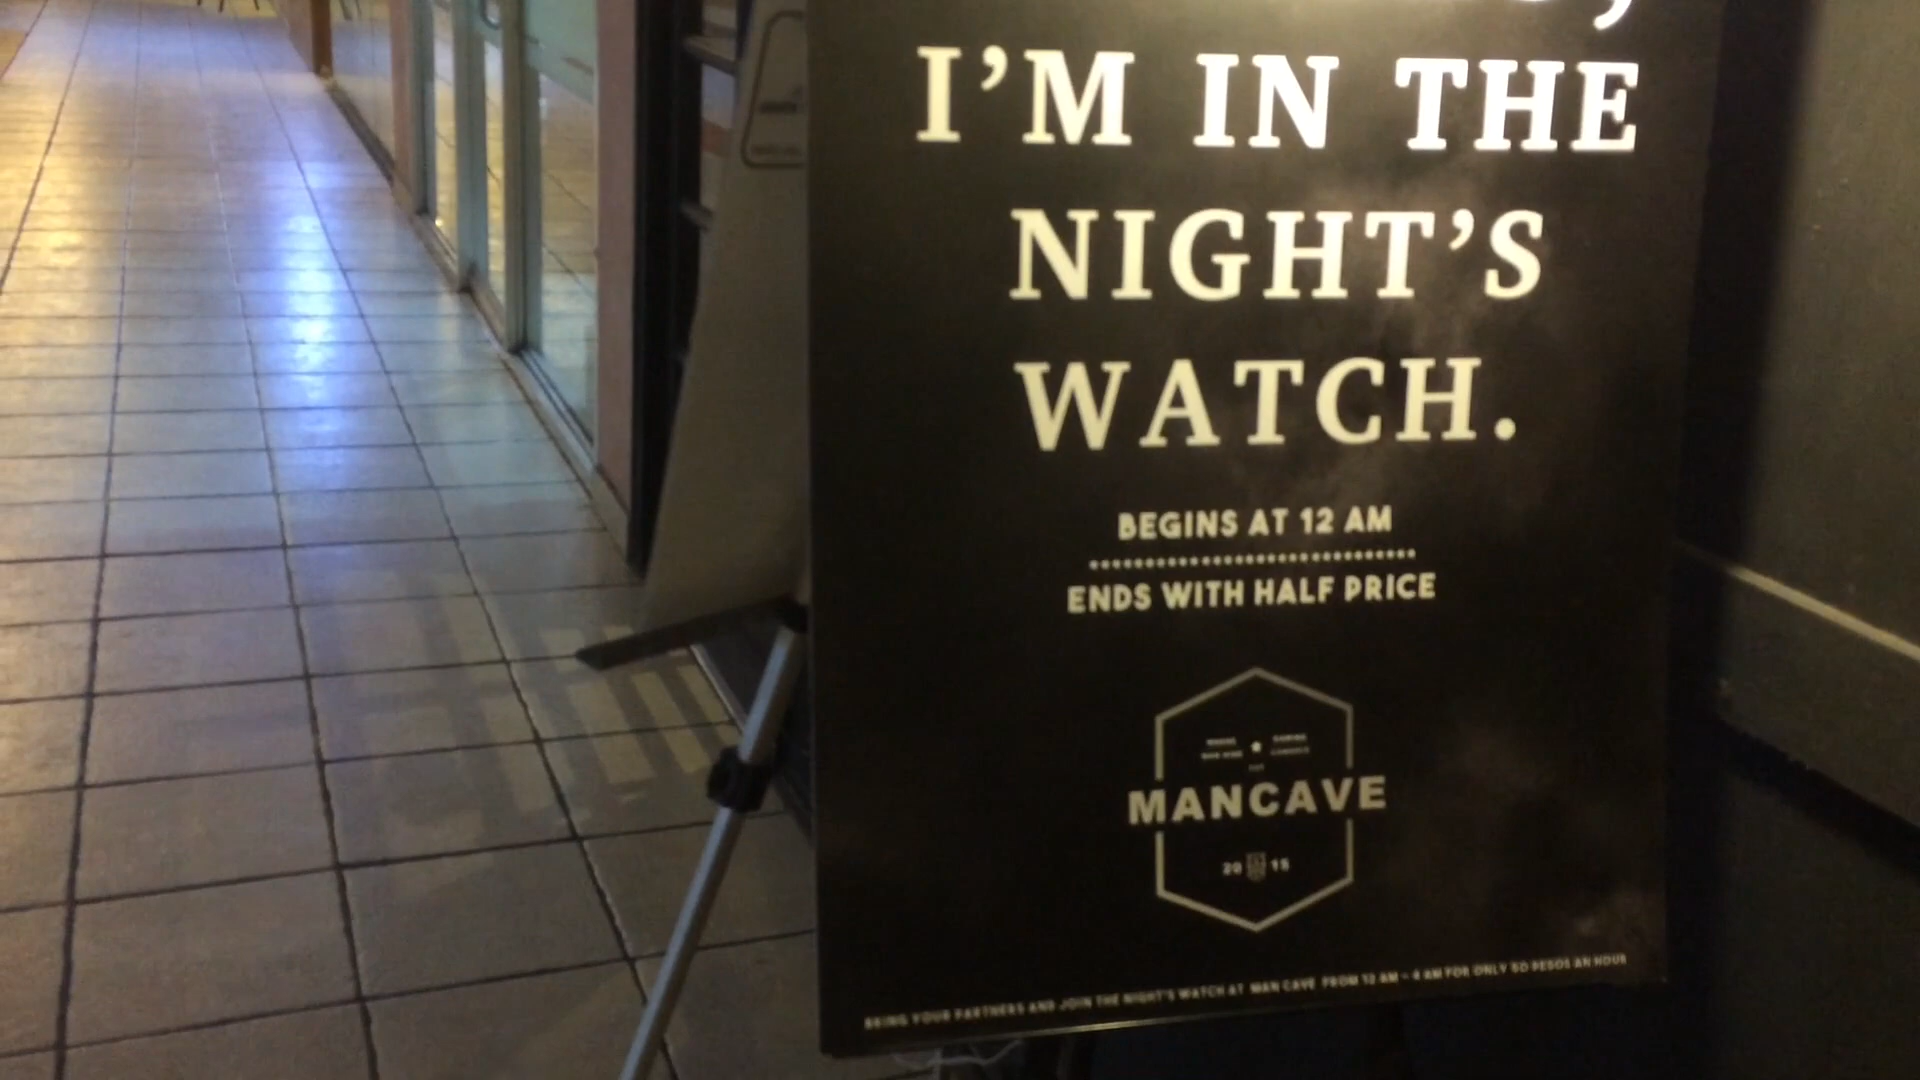 I'M IN THE
NIGHT'S
WATCH.
BEGINS AT 12 AM
ENDS WITH HALF PRICE
MANCAVE
20 15
BRING YOUR PARTNERS AND JOIN THE NIGHT'S WATCH AT MAN CAVE FROM 12 AM - 4 AM FOR ONLY 50 PESOS AN HOUR